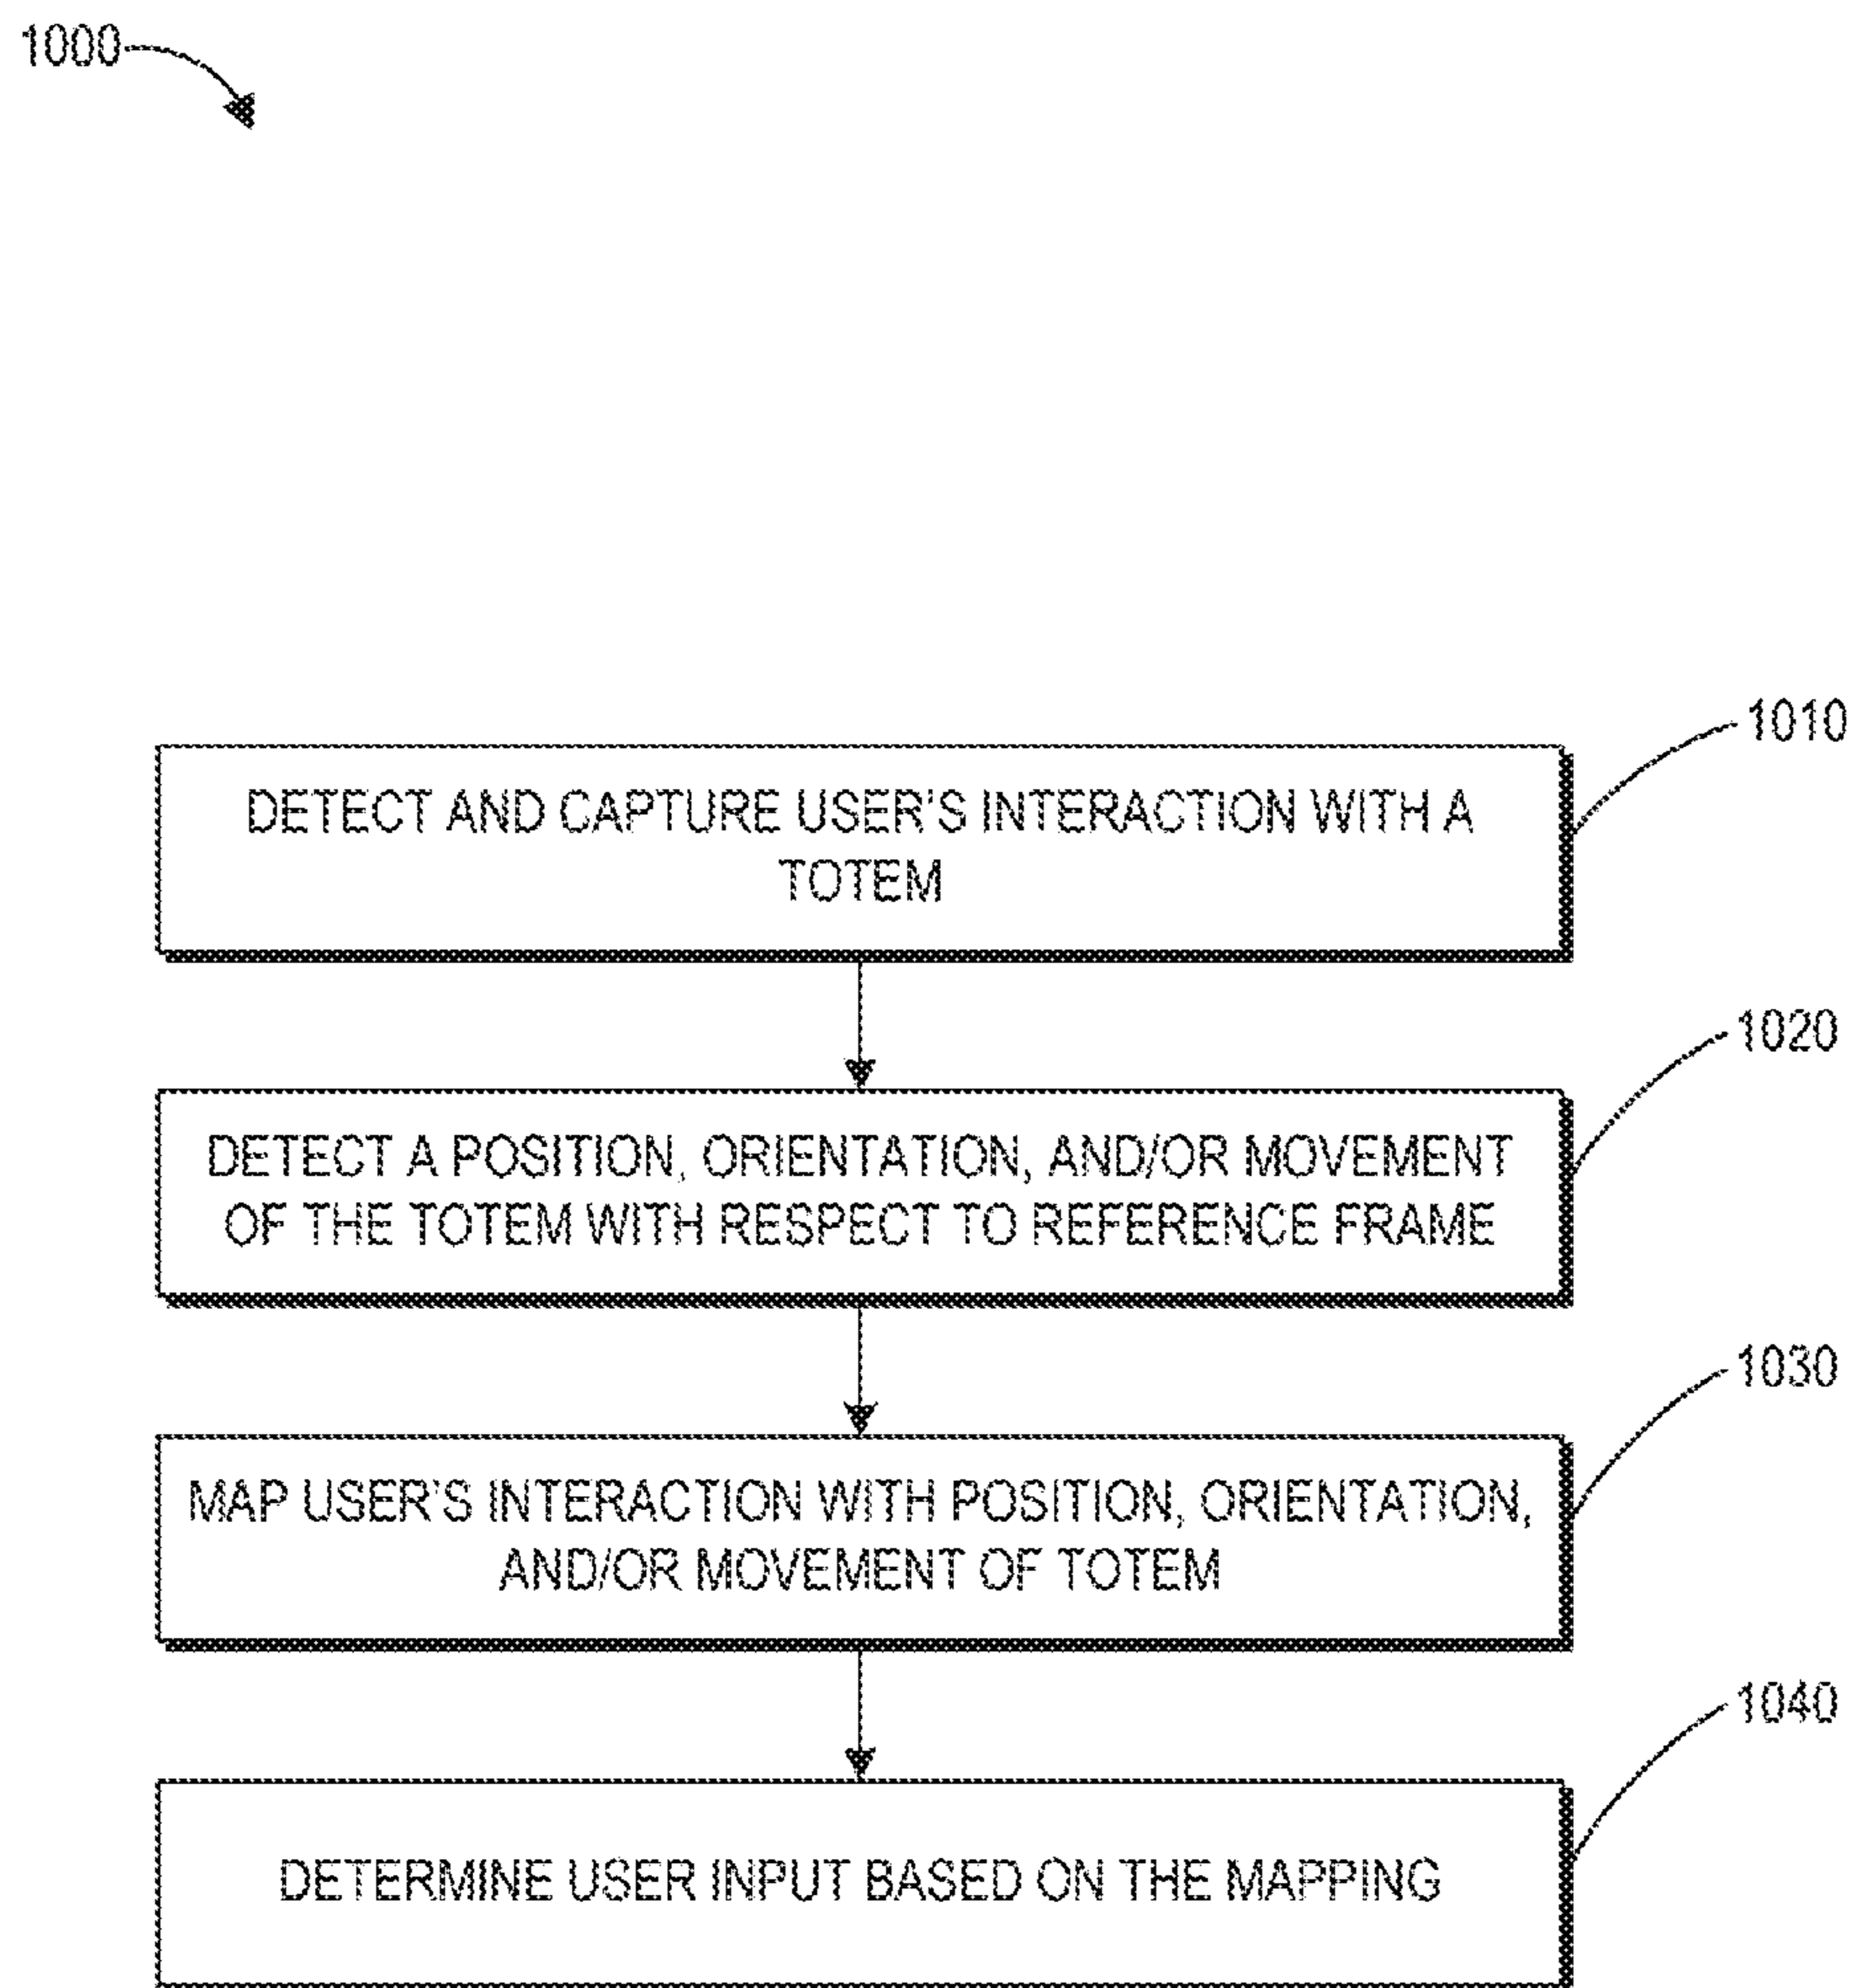 1000
1010
DETECT AND CAPTURE USER'S INTERACTION WITH A
TOTEM
1020
DETECT A POSITION, ORIENTATION, AND/OR MOVEMENT
OF THE TOTEM WITH RESPECT TO REFERENCE FRAME
1030
MAP USER'S INTERACTION WITH POSITION, ORIENTATION,
AND/OR MOVEMENT OF TOTEM
1040
DETERMINE USER INPUT BASED ON THE MAPPING